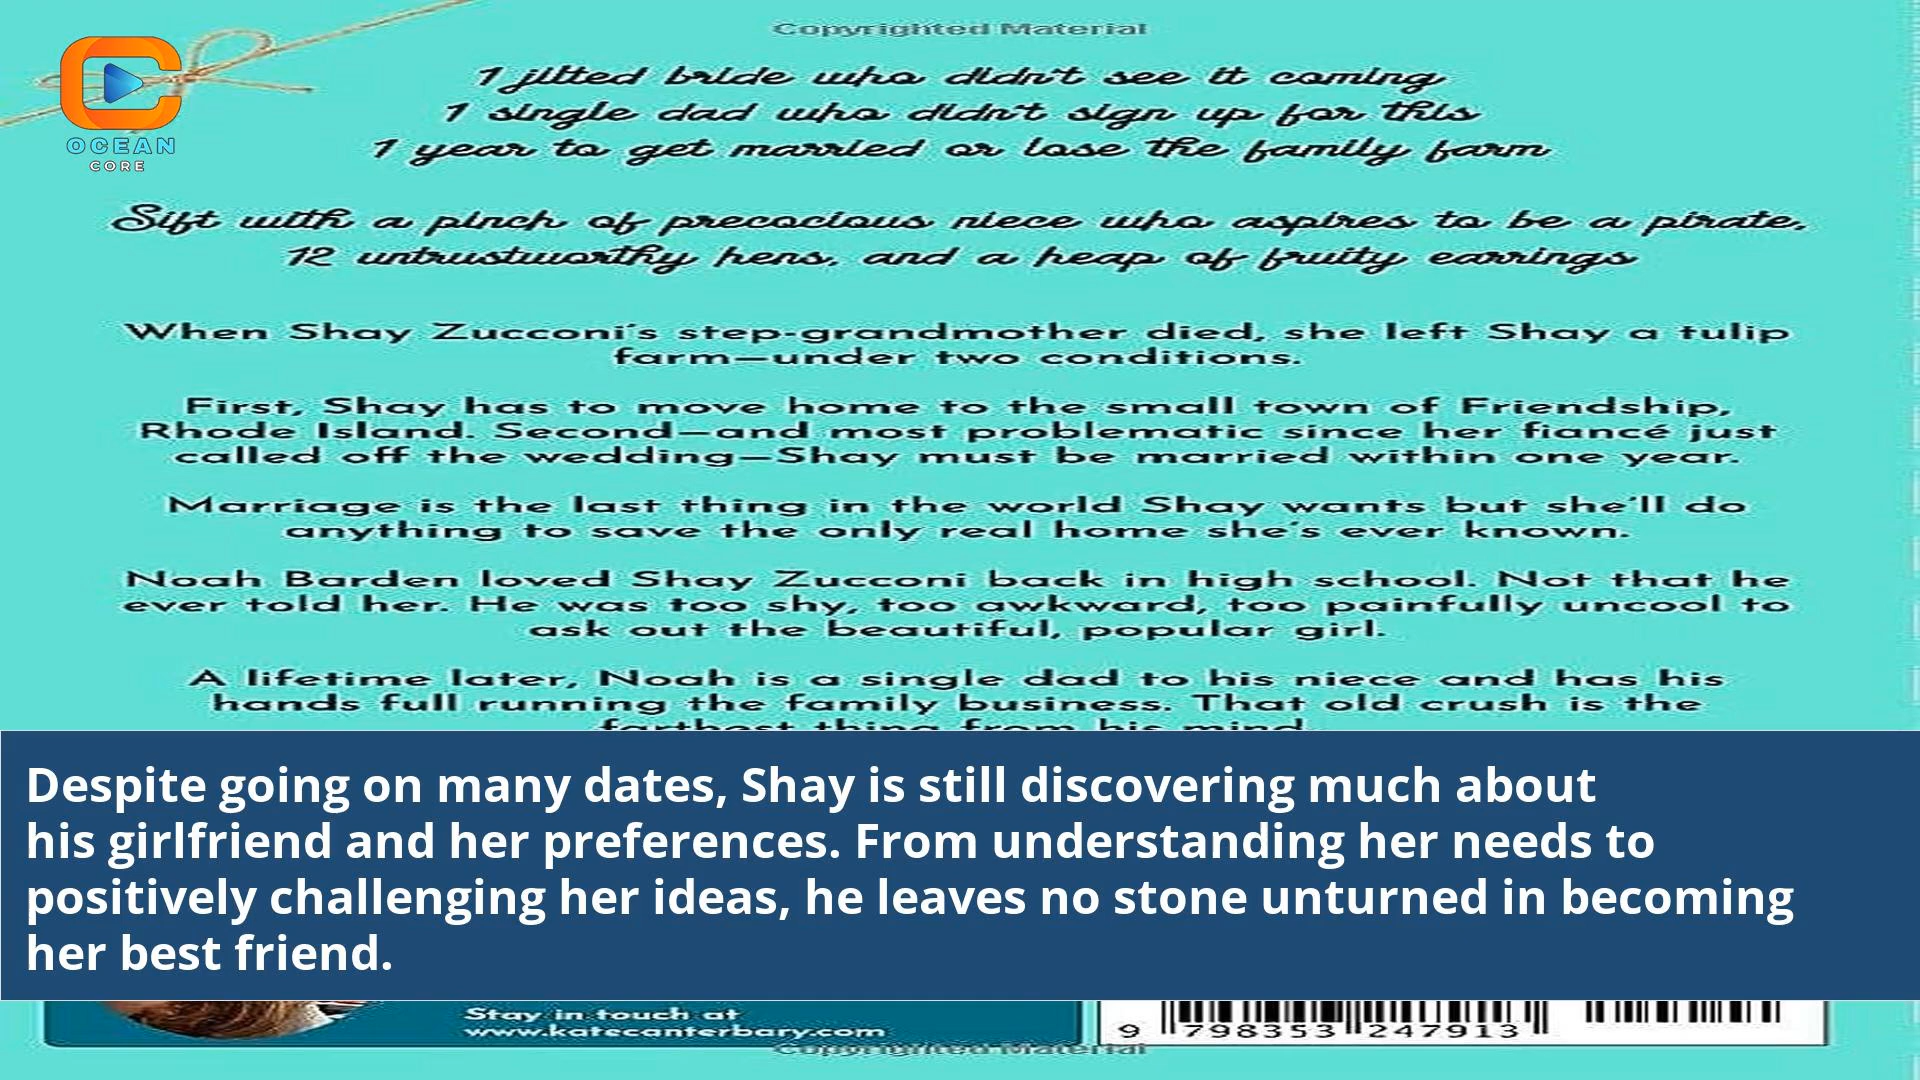 Copyrighted Material
OCEAN
CORE
1 jilted bride who didn't see it coming
1 single dad who didn't sign up for this
1 year to get married or lose the family farm
Sift with a pinch of precocious niece who aspires to be a pirate,
12 untrustworthy hens, and a heap of fruity earrings
When Shay Zucconi's step-grandmother died, she left Shay a tulip
farm—under two conditions.
First, Shay has to move home to the small town of Friendship,
Rhode Island. Second—and most problematic since her fiancé just
called off the wedding—Shay must be married within one year.
Marriage is the last thing in the world Shay wants but she'll do
anything to save the only real home she's ever known.
Noah Barden loved Shay Zucconi back in high school. Not that he
ever told her. He was too shy, too awkward, too painfully uncool to
ask out the beautiful, popular girl.
A lifetime later, Noah is a single dad to his niece and has his
hands full running the family business. That old crush is the
farthest thing from his mind.
Despite going on many dates, Shay is still discovering much about
his girlfriend and her preferences. From understanding her needs to
positively challenging her ideas, he leaves no stone unturned in becoming
her best friend.
Stay in touch at
www.katecanterbary.com
9 798353 247913
Copyrighted Material